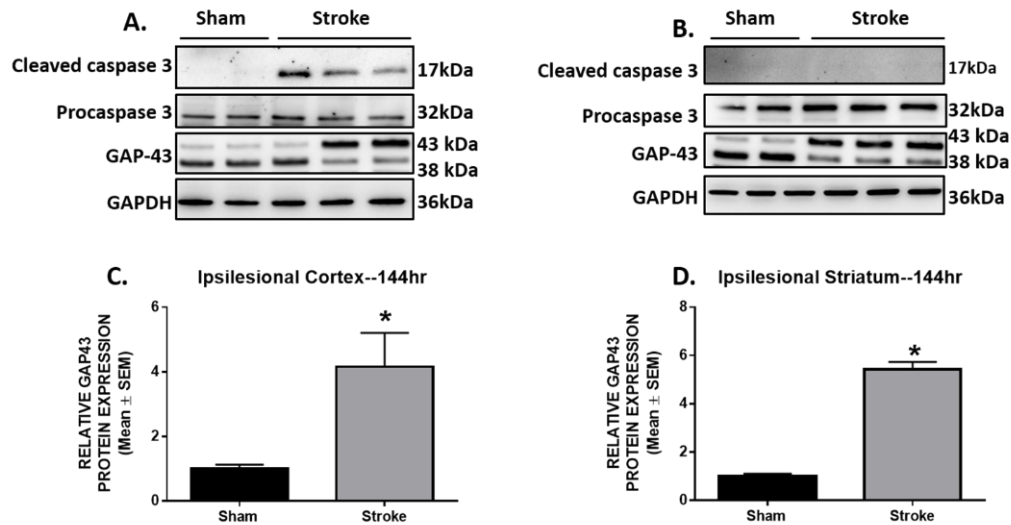 A.
Sham Stroke
Cleaved caspase 3 17kDa
Procaspase 3 32kDa
GAP-43 43 kDa
38 kDa
GAPDH 36kDa
B.
Sham Stroke
Cleaved caspase 3 17kDa
Procaspase 3 32kDa
GAP-43 43 kDa
38 kDa
GAPDH 36kDa
C.
Ipsilesional Cortex--144hr
RELATIVE GAP43
PROTEIN EXPRESSION
(Mean ± SEM)
6
4
2
0
*
Sham Stroke
D.
Ipsilesional Striatum--144hr
RELATIVE GAP43
PROTEIN EXPRESSION
(Mean ± SEM)
8
6
4
2
0
*
Sham Stroke